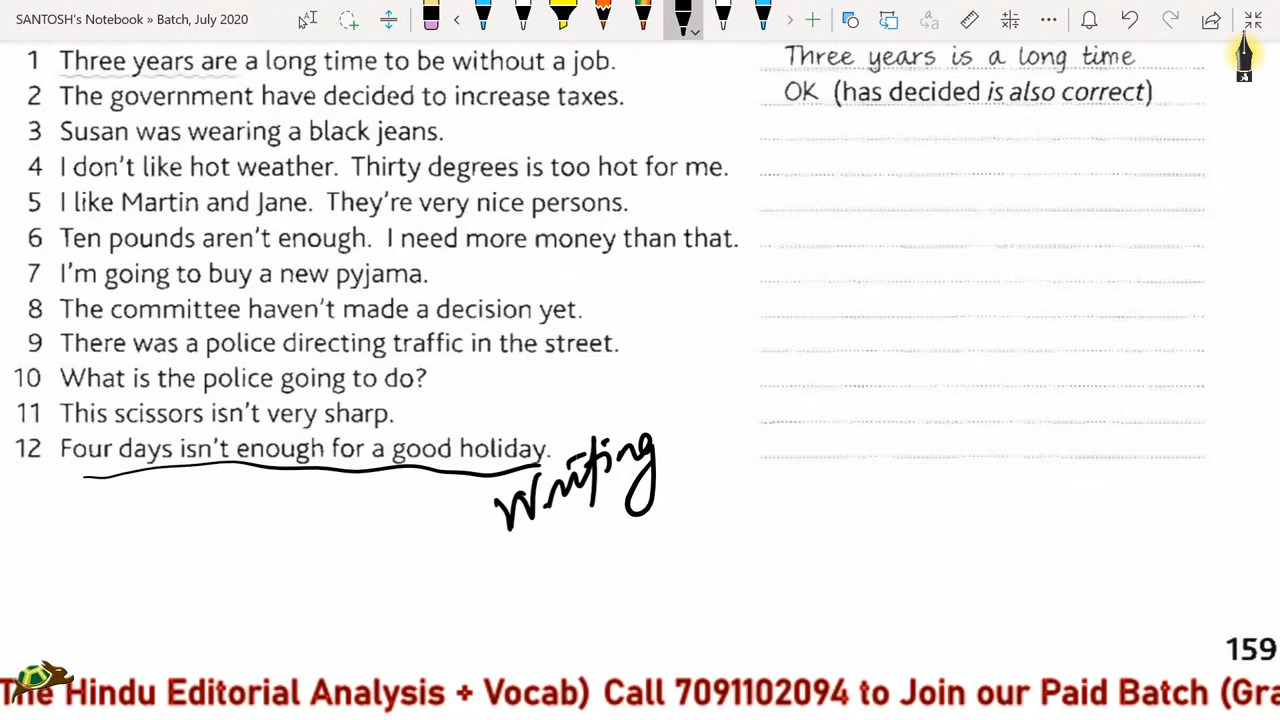 SANTOSH's Notebook » Batch, July 2020
1 Three years are a long time to be without a job. Three years is a long time
2 The government have decided to increase taxes. OK (has decided is also correct)
3 Susan was wearing a black jeans.
4 I don't like hot weather. Thirty degrees is too hot for me.
5 I like Martin and Jane. They're very nice persons.
6 Ten pounds aren't enough. I need more money than that.
7 I'm going to buy a new pyjama.
8 The committee haven't made a decision yet.
9 There was a police directing traffic in the street.
10 What is the police going to do?
11 This scissors isn't very sharp.
12 Four days isn't enough for a good holiday.
Writing
159
The Hindu Editorial Analysis + Vocab) Call 7091102094 to Join our Paid Batch (Gra